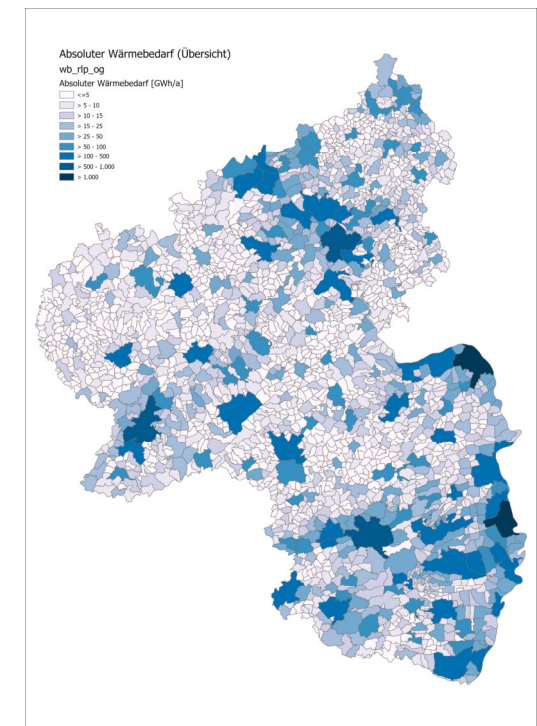 Absoluter Wärmebedarf (Übersicht)
wb_rlp_og
Absoluter Wärmebedarf [GWh/a]
<=5
> 5 - 10
> 10 - 15
> 15 - 25
> 25 - 50
> 50 - 100
> 100 - 500
> 500 - 1.000
> 1.000